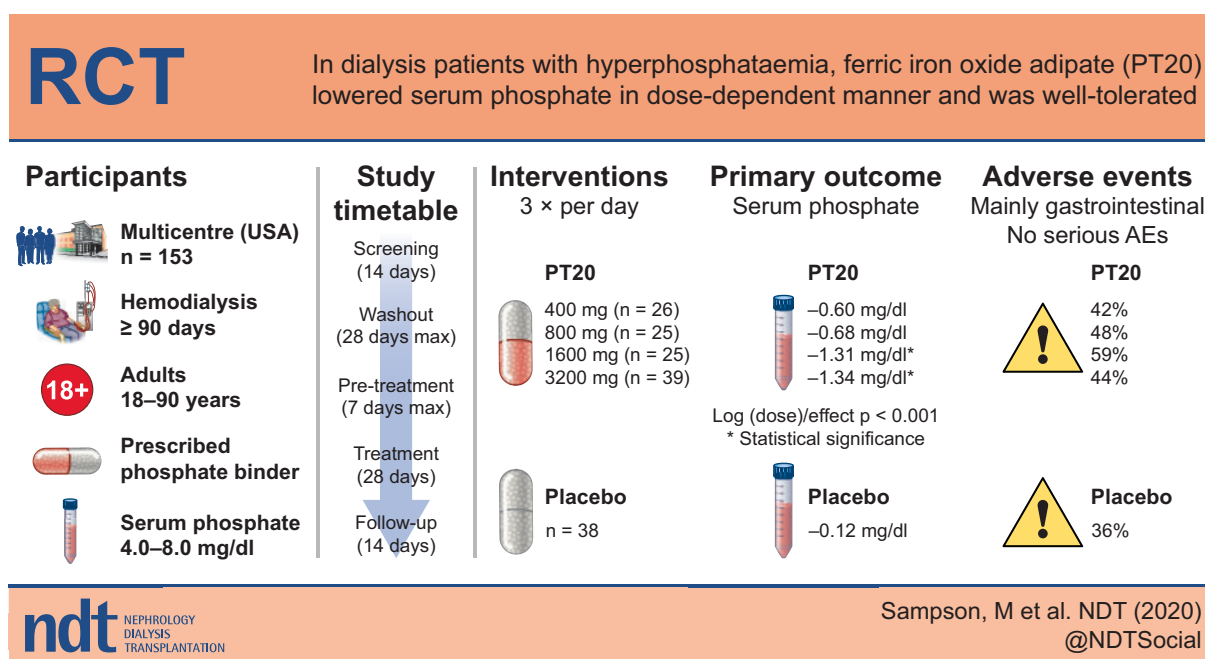 RCT
In dialysis patients with hyperphosphataemia, ferric iron oxide adipate (PT20)
lowered serum phosphate in dose-dependent manner and was well-tolerated
Participants
Multicentre (USA)
n = 153
Hemodialysis
≥ 90 days
18+
Adults
18–90 years
Prescribed
phosphate binder
Serum phosphate
4.0–8.0 mg/dl
Study
timetable
Screening
(14 days)
Washout
(28 days max)
Pre-treatment
(7 days max)
Treatment
(28 days)
Follow-up
(14 days)
Interventions
3 × per day
PT20
400 mg (n = 26)
800 mg (n = 25)
1600 mg (n = 25)
3200 mg (n = 39)
Placebo
n = 38
Primary outcome
Serum phosphate
PT20
–0.60 mg/dl
–0.68 mg/dl
–1.31 mg/dl*
–1.34 mg/dl*
Log (dose)/effect p < 0.001
* Statistical significance
Placebo
–0.12 mg/dl
Adverse events
Mainly gastrointestinal
No serious AEs
PT20
42%
48%
59%
44%
Placebo
36%
ndt
NEPHROLOGY
DIALYSIS
TRANSPLANTATION
Sampson, M et al. NDT (2020)
@NDTSocial